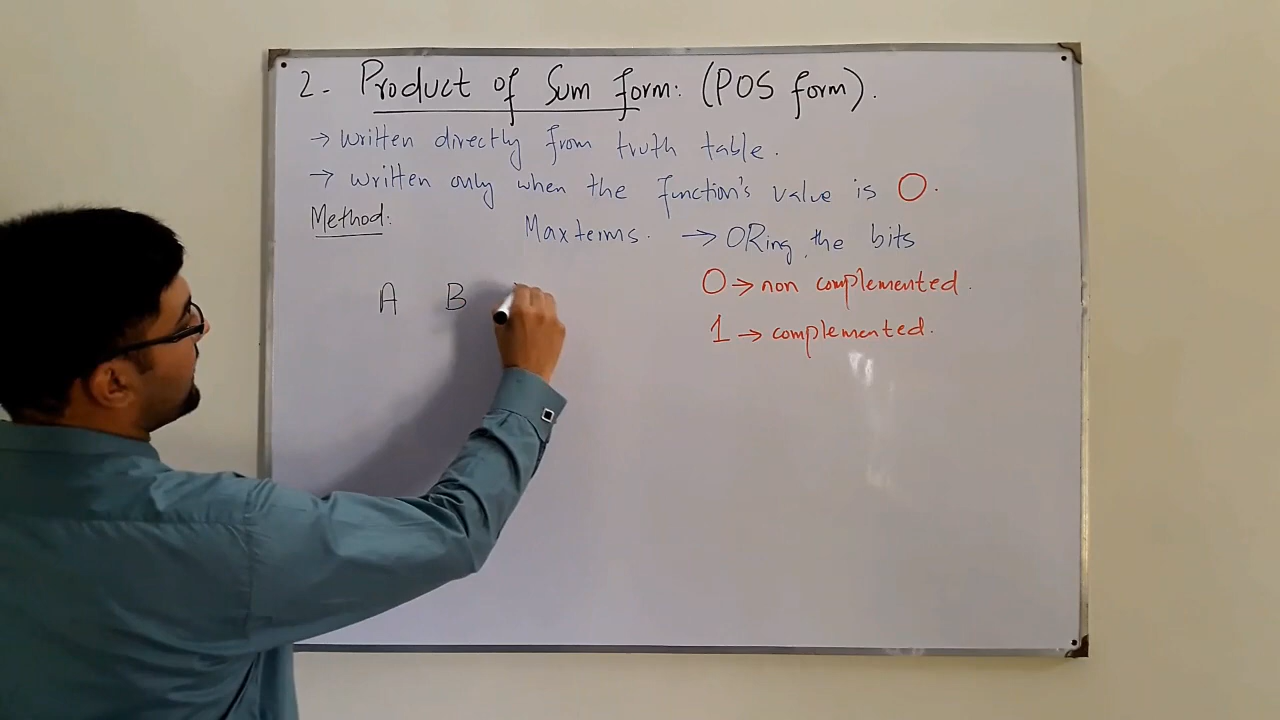 2. Product of Sum form: (POS form).
→ written directly from truth table.
→ written only when the function's value is 0.
Method:
Maxterms. → ORing the bits
0 → non complemented.
1 → complemented.
A B